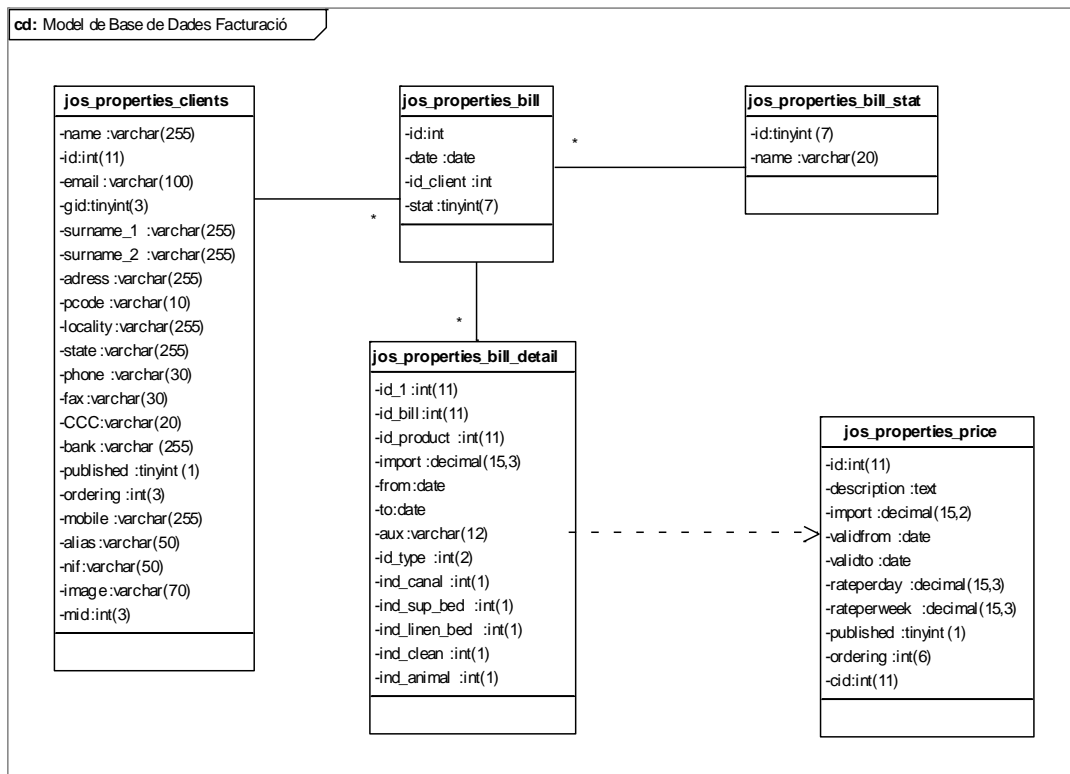 cd: Model de Base de Dades Facturació
jos_properties_clients
-name :varchar(255)
-id:int(11)
-email :varchar(100)
-gid:tinyint(3)
-surname_1 :varchar(255)
-surname_2 :varchar(255)
-adress :varchar(255)
-pcode :varchar(10)
-locality :varchar(255)
-state :varchar(255)
-phone :varchar(30)
-fax :varchar(30)
-CCC:varchar(20)
-bank :varchar (255)
-published :tinyint (1)
-ordering :int(3)
-mobile :varchar(255)
-alias :varchar(50)
-nif:varchar(50)
-image :varchar(70)
-mid:int(3)
*
jos_properties_bill
-id:int
-date :date
-id_client :int
-stat :tinyint(7)
*
jos_properties_bill_stat
-id:tinyint (7)
-name :varchar(20)
*
jos_properties_bill_detail
-id_1 :int(11)
-id_bill:int(11)
-id_product :int(11)
-import :decimal(15,3)
-from :date
-to:date
-aux :varchar(12)
-id_type :int(2)
-ind_canal :int(1)
-ind_sup_bed :int(1)
-ind_linen_bed :int(1)
-ind_clean :int(1)
-ind_animal :int(1)
jos_properties_price
-id:int(11)
-description :text
-import :decimal(15,2)
-validfrom :date
-validto :date
-rateperday :decimal(15,3)
-rateperweek :decimal(15,3)
-published :tinyint (1)
-ordering :int(6)
-cid:int(11)